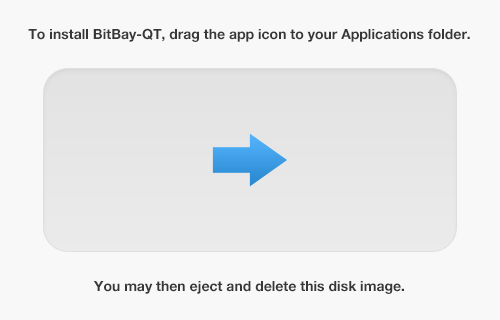 To install BitBay-QT, drag the app icon to your Applications folder.
You may then eject and delete this disk image.